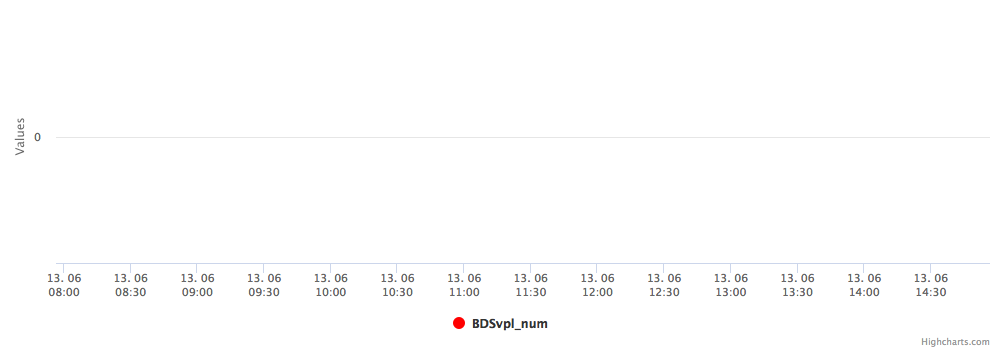 Values
0
13. 06 13. 06 13. 06 13. 06 13. 06 13. 06 13. 06 13. 06 13. 06 13. 06 13. 06 13. 06 13. 06 13. 06
08:00 08:30 09:00 09:30 10:00 10:30 11:00 11:30 12:00 12:30 13:00 13:30 14:00 14:30
BDSvpl_num
Highcharts.com